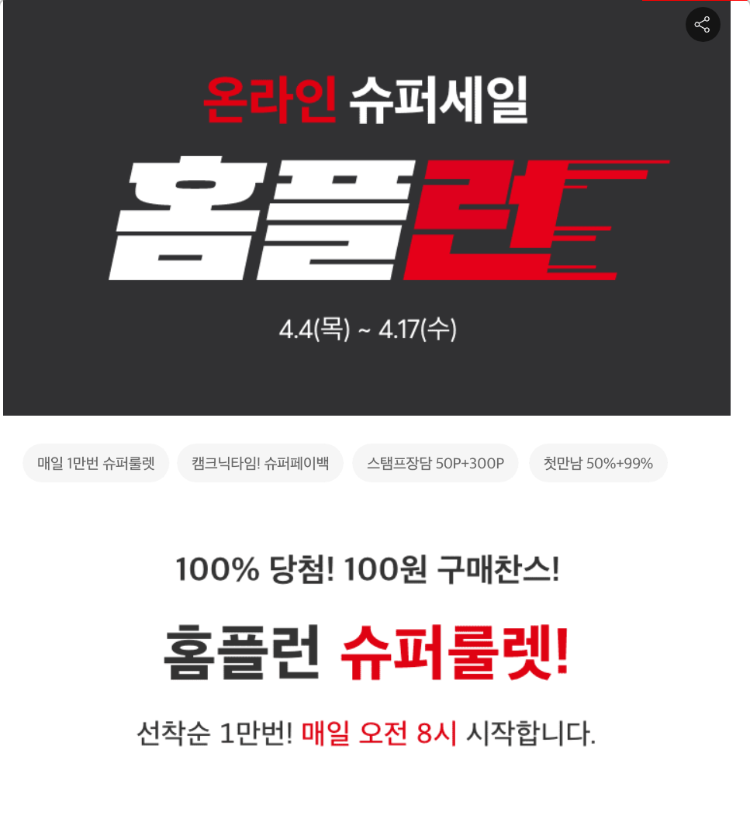 온라인 슈퍼세일
홈플런
4.4(목) ~ 4.17(수)
매일 1만번 슈퍼룰렛
캠크닉타임! 슈퍼페이백
스탬프장담 50P+300P
첫만남 50%+99%
100% 당첨! 100원 구매찬스!
홈플런 슈퍼룰렛!
선착순 1만번! 매일 오전 8시 시작합니다.